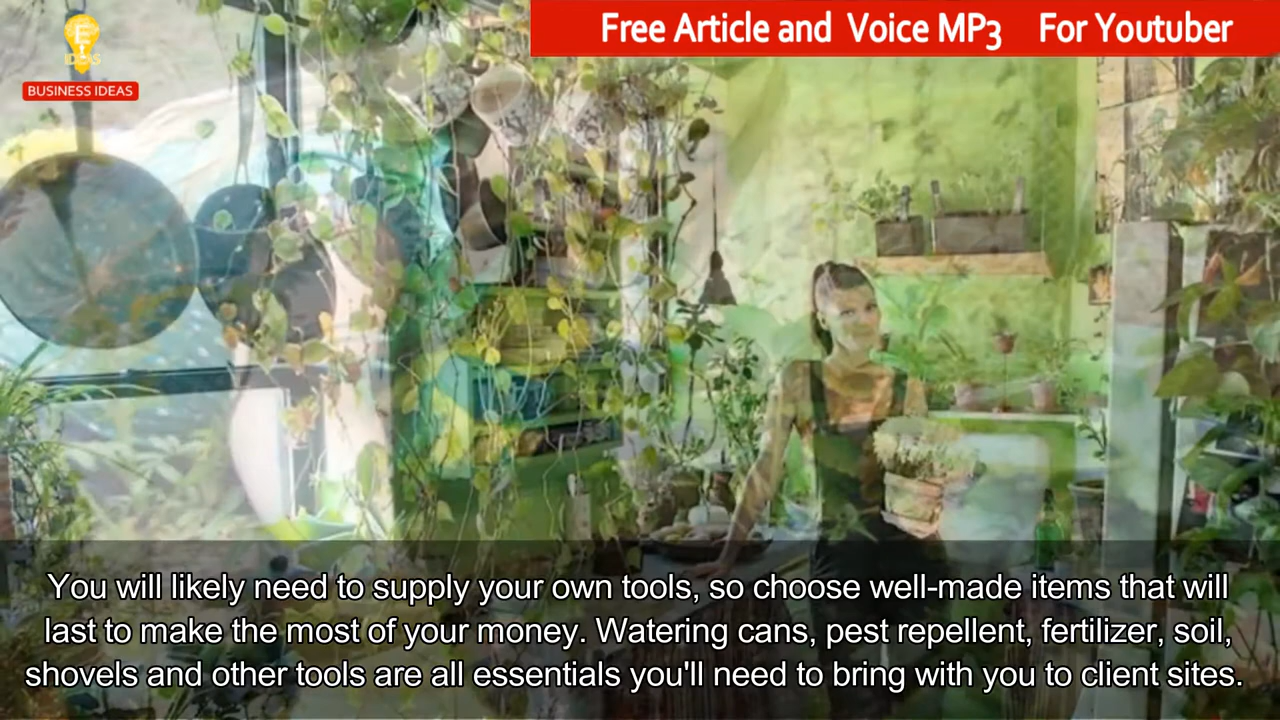 Free Article and Voice MP3 For Youtuber
E
IDEAS
BUSINESS IDEAS
You will likely need to supply your own tools, so choose well-made items that will
last to make the most of your money. Watering cans, pest repellent, fertilizer, soil,
shovels and other tools are all essentials you'll need to bring with you to client sites.